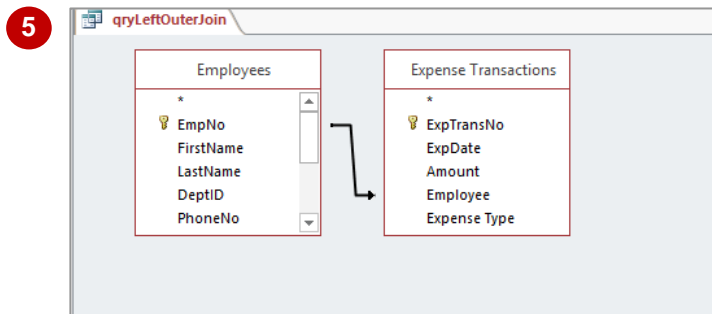 5
qryLeftOuterJoin
Employees
*
EmpNo
FirstName
LastName
DeptID
PhoneNo
Expense Transactions
*
ExpTransNo
ExpDate
Amount
Employee
Expense Type